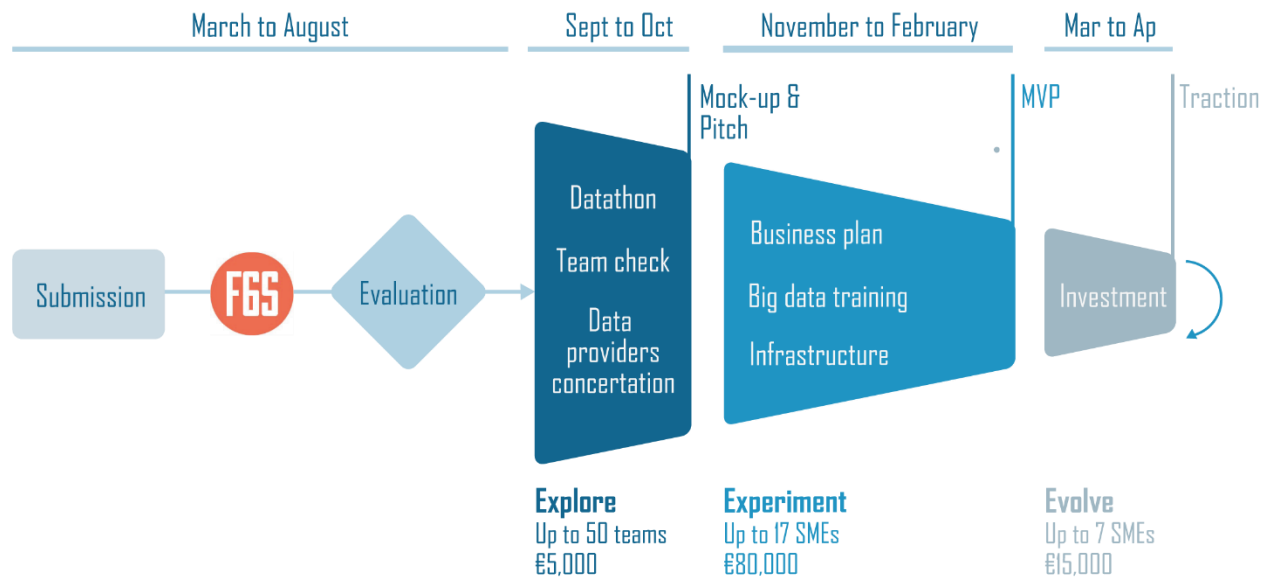 March to August
Sept to Oct
November to February
Mar to Ap
Mock-up &
Pitch
MVP
Traction
Submission
F6S
Evaluation
Datathon
Team check
Data
providers
concertation
Business plan
Big data training
Infrastructure
Investment
Explore
Up to 50 teams
€5,000
Experiment
Up to 17 SMEs
€80,000
Evolve
Up to 7 SMEs
€15,000